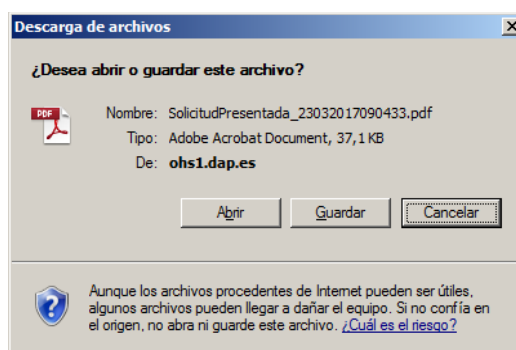 Descarga de archivos
¿Desea abrir o guardar este archivo?
PDF
Nombre: SolicitudPresentada_23032017090433.pdf
Tipo: Adobe Acrobat Document, 37,1 KB
De: ohs1.dap.es
Abrir Guardar Cancelar
Aunque los archivos procedentes de Internet pueden ser útiles,
algunos archivos pueden llegar a dañar el equipo. Si no confía en
el origen, no abra ni guarde este archivo. ¿Cuál es el riesgo?